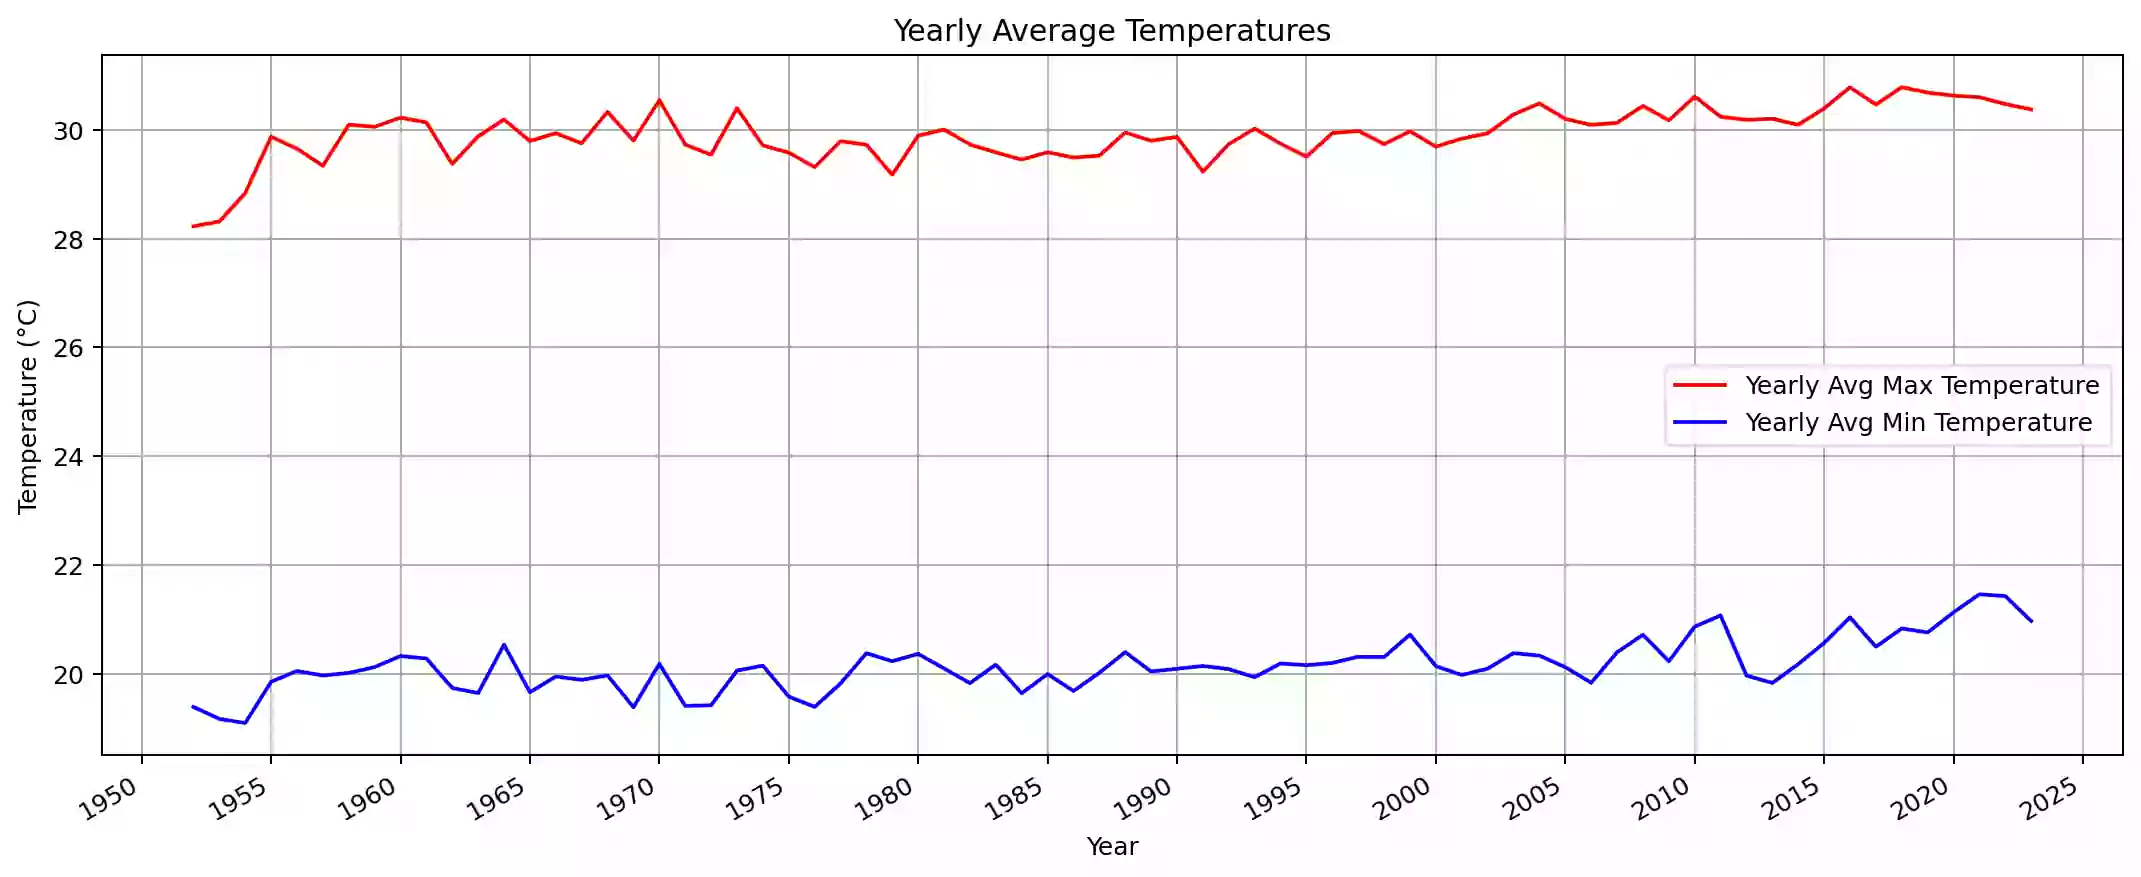 Yearly Average Temperatures
Temperature (°C)
30
28
26
24
22
20
Yearly Avg Max Temperature
Yearly Avg Min Temperature
1950 1955 1960 1965 1970 1975 1980 1985 1990 1995 2000 2005 2010 2015 2020 2025
Year